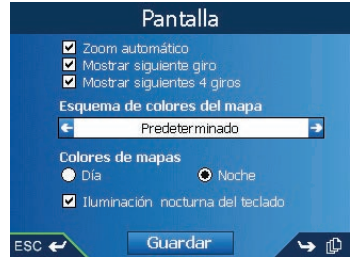 Pantalla
Zoom automático
Mostrar siguiente giro
Mostrar siguientes 4 giros
Esquema de colores del mapa
Predeterminado
Colores de mapas
Día Noche
Iluminación nocturna del teclado
ESC Guardar